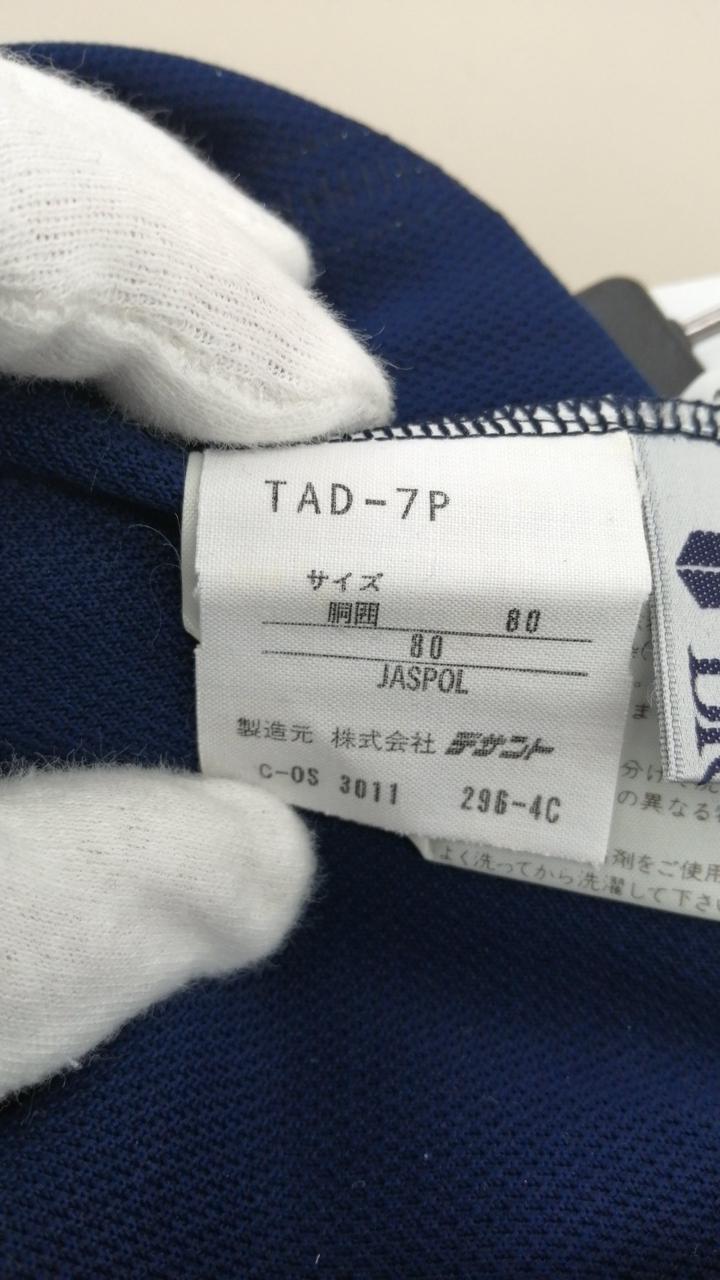 TAD-7P
サイズ
胴囲 80
80
JASPOL
製造元 株式会社 デサント
C-OS 3011 296-4C
の異なる
剤をご使用
よく洗ってから洗濯して下さ